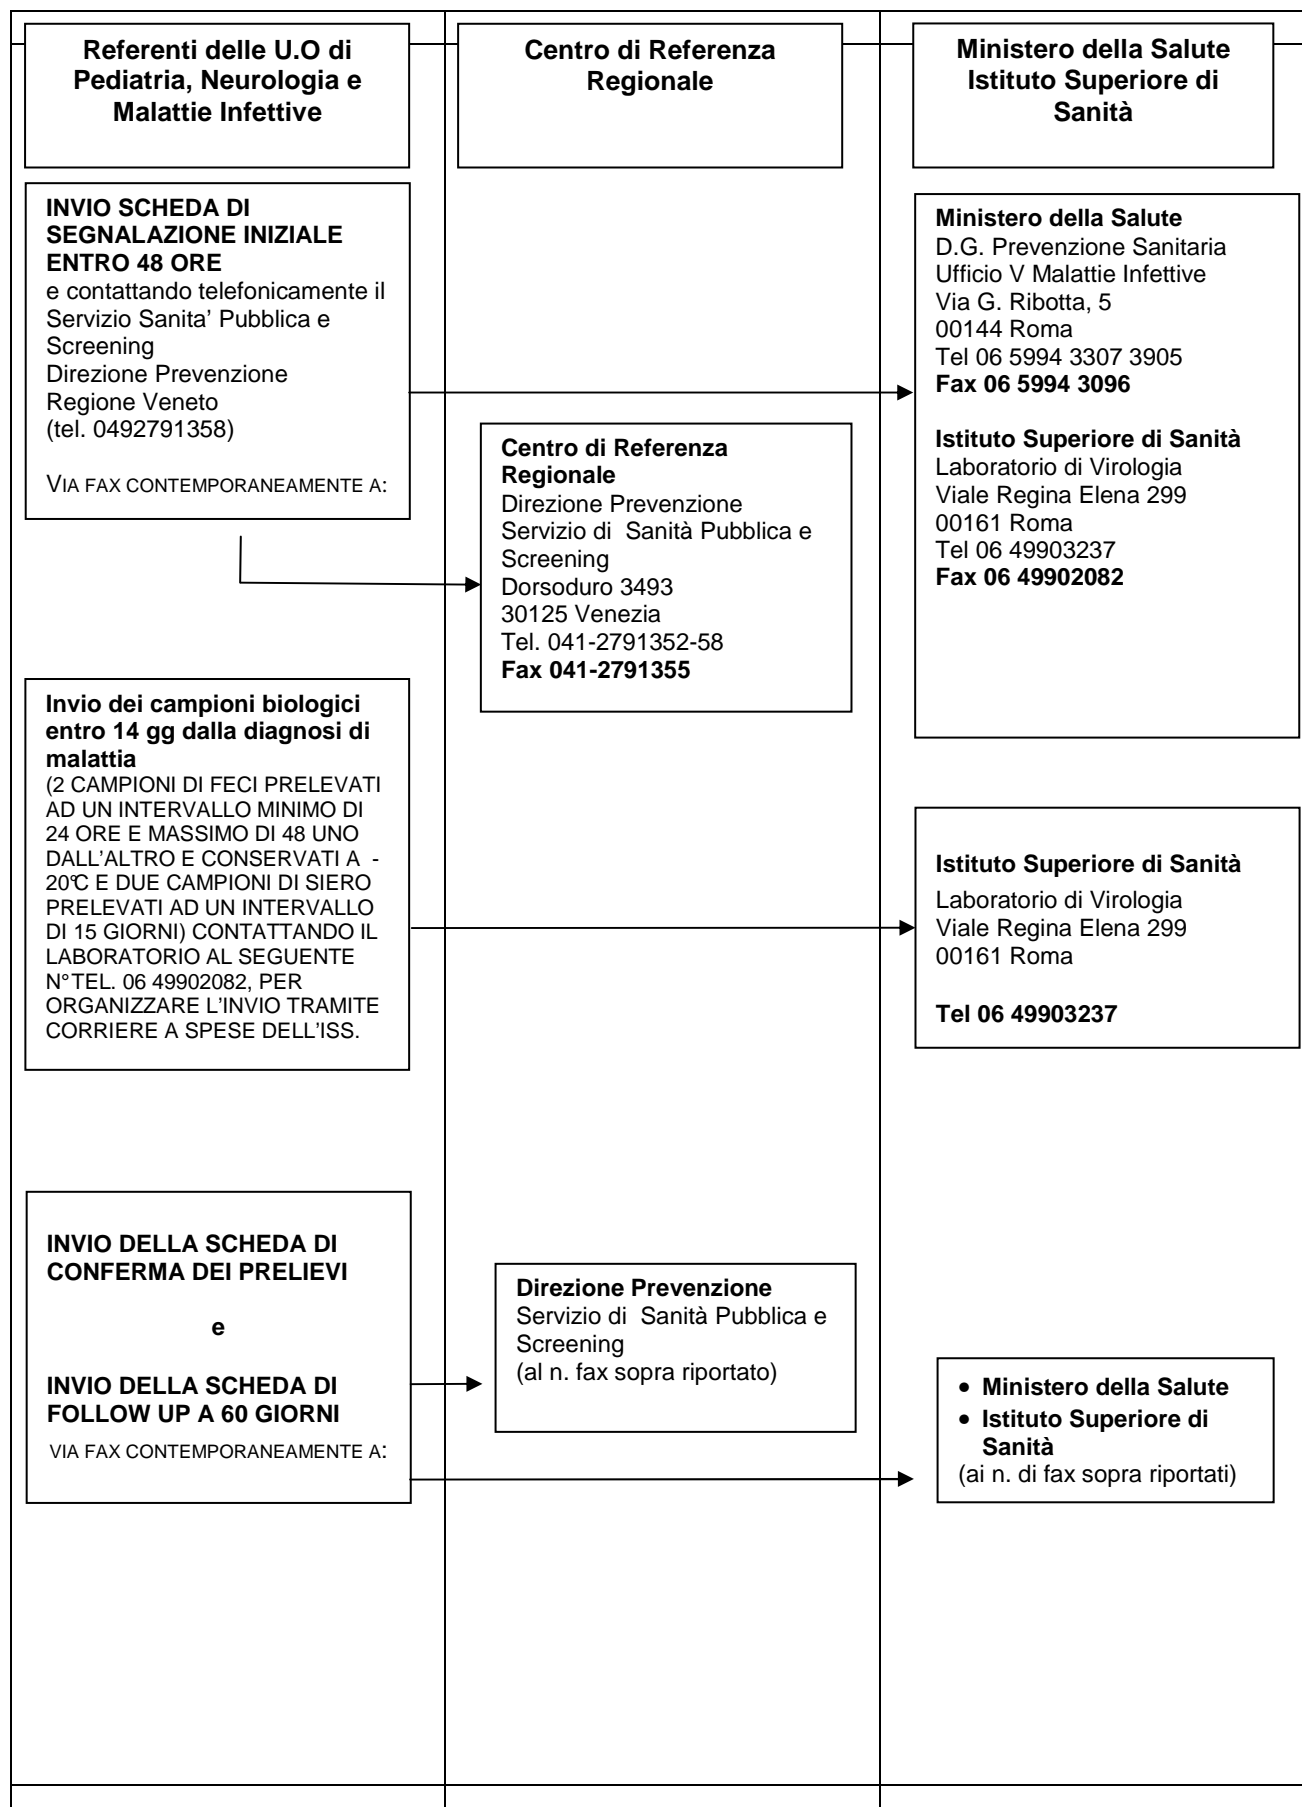 Referenti delle U.O di
Pediatria, Neurologia e
Malattie Infettive
Centro di Referenza
Regionale
Ministero della Salute
Istituto Superiore di
Sanità
INVIO SCHEDA DI
SEGNALAZIONE INIZIALE
ENTRO 48 ORE
e contattando telefonicamente il
Servizio Sanita' Pubblica e
Screening
Direzione Prevenzione
Regione Veneto
(tel. 0492791358)
VIA FAX CONTEMPORANEAMENTE A:
Centro di Referenza
Regionale
Direzione Prevenzione
Servizio di Sanità Pubblica e
Screening
Dorsoduro 3493
30125 Venezia
Tel. 041-2791352-58
Fax 041-2791355
Ministero della Salute
D.G. Prevenzione Sanitaria
Ufficio V Malattie Infettive
Via G. Ribotta, 5
00144 Roma
Tel 06 5994 3307 3905
Fax 06 5994 3096
Istituto Superiore di Sanità
Laboratorio di Virologia
Viale Regina Elena 299
00161 Roma
Tel 06 49903237
Fax 06 49902082
Invio dei campioni biologici
entro 14 gg dalla diagnosi di
malattia
(2 CAMPIONI DI FECI PRELEVATI
AD UN INTERVALLO MINIMO DI
24 ORE E MASSIMO DI 48 UNO
DALL'ALTRO E CONSERVATI A -
20°C E DUE CAMPIONI DI SIERO
PRELEVATI AD UN INTERVALLO
DI 15 GIORNI) CONTATTANDO IL
LABORATORIO AL SEGUENTE
N° TEL. 06 49902082, PER
ORGANIZZARE L'INVIO TRAMITE
CORRIERE A SPESE DELL'ISS.
Istituto Superiore di Sanità
Laboratorio di Virologia
Viale Regina Elena 299
00161 Roma
Tel 06 49903237
INVIO DELLA SCHEDA DI
CONFERMA DEI PRELIEVI
e
INVIO DELLA SCHEDA DI
FOLLOW UP A 60 GIORNI
VIA FAX CONTEMPORANEAMENTE A:
Direzione Prevenzione
Servizio di Sanità Pubblica e
Screening
(al n. fax sopra riportato)
• Ministero della Salute
• Istituto Superiore di
Sanità
(ai n. di fax sopra riportati)